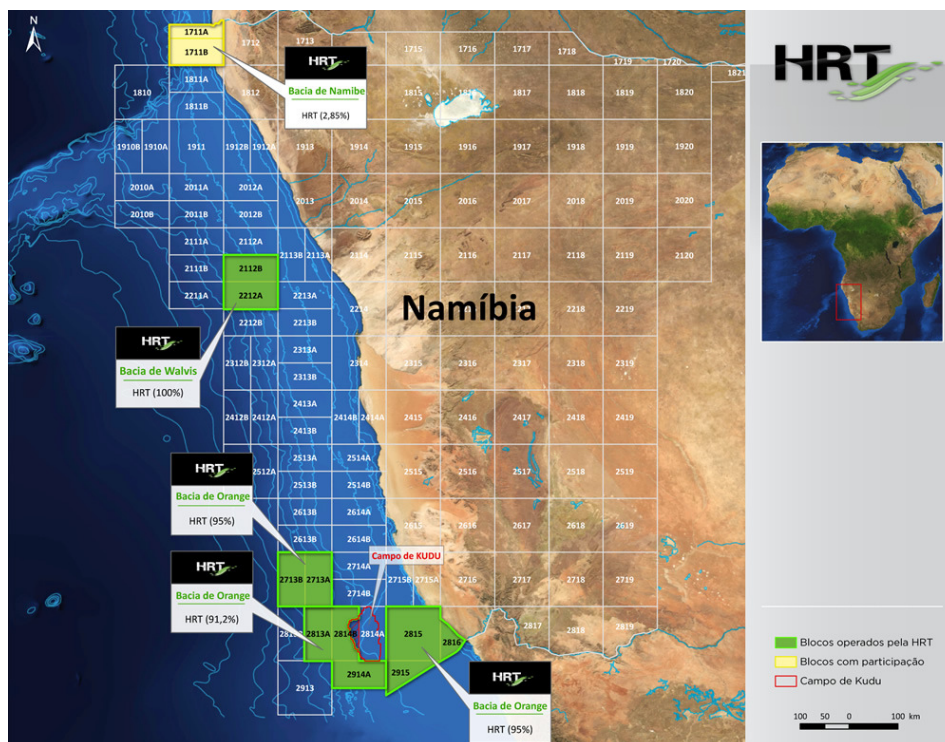 N
1711A
1711B
1712
1713
1715
1716
1717
1718
1719
1720
1821
HRT
Bacia de Namibe
HRT (2,85%)
1810
1811A
1811B
1812
1815
1816
1817
1818
1819
1820
1910B
1910A
1911
1912B
1912A
1913
1914
1915
1916
1917
1918
1919
1920
2010A
2010B
2011A
2011B
2012A
2012B
2013
2014
2015
2016
2017
2018
2019
2020
2111A
2111B
2112A
2112B
2113B
2113A
2114
2115
2116
2117
2118
2119
2120
2211A
2212A
2212B
2213A
2213B
2214
2218
2219
Namíbia
HRT
Bacia de Walvis
HRT (100%)
2312B
2312A
2313A
2313B
2314
2315
2316
2317
2318
2319
2412B
2412A
2413A
2413B
2414B
2414A
2415
2416
2417
2418
2419
2512A
2513A
2513B
2514A
2514B
2515
2516
2517
2518
2519
HRT
Bacia de Orange
HRT (95%)
2613B
2613B
2614A
2614B
2615
2616
2617
2618
2619
Campo de KUDU
2713B
2713A
2714A
2714B
2715B
2715A
2716
2717
2718
2719
HRT
Bacia de Orange
HRT (91,2%)
2813A
2814B
2814A
2815
2816
2817
2818
2819
2913
2914A
2915
HRT
Bacia de Orange
HRT (95%)
HRT
Blocos operados pela HRT
Blocos com participação
Campo de Kudu
100 50 0 100 km